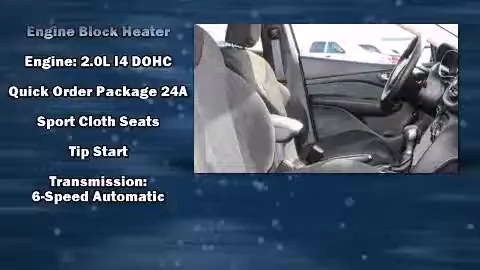 Engine Block Heater
Engine: 2.0L I4 DOHC
Quick Order Package 24A
Sport Cloth Seats
Tip Start
Transmission:
6-Speed Automatic